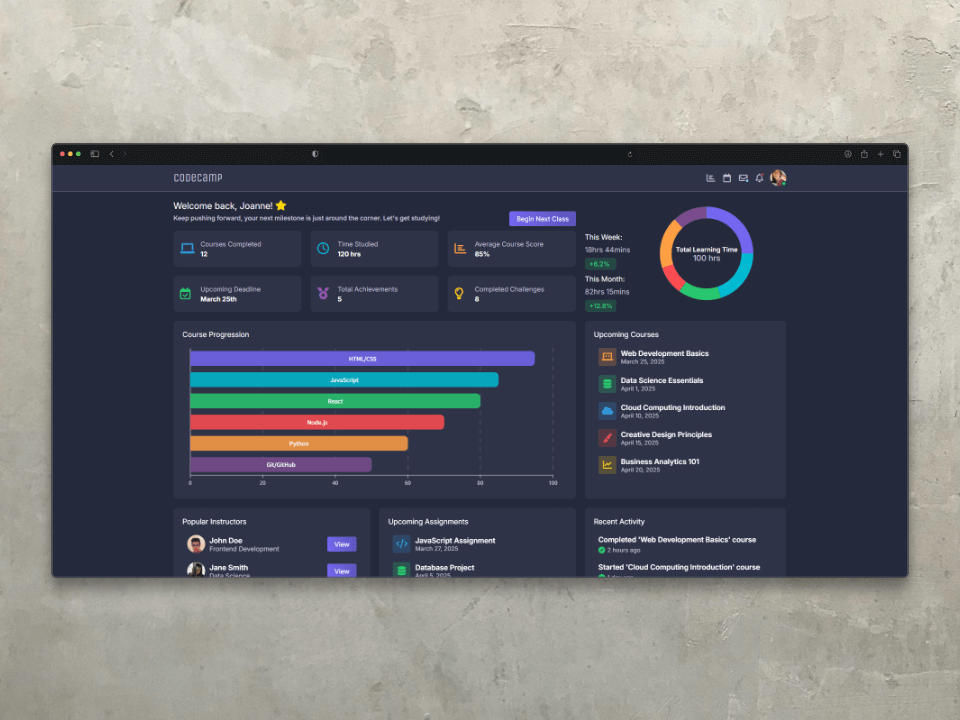 CODECAMP
Welcome back, Joanne!
Keep pushing forward, your next milestone is just around the corner. Let's get studying!
Begin Next Class
Courses Completed
12
Time Studied
120 hrs
Average Course Score
85%
Upcoming Deadline
March 25th
Total Achievements
5
Completed Challenges
8
This Week:
18hrs 44mins
+6.2%
This Month:
82hrs 15mins
+12.8%
Total Learning Time
100 hrs
Course Progression
HTML/CSS
JavaScript
React
Node.js
Python
Git/GitHub
0 20 40 60 80 100
Upcoming Courses
Web Development Basics
March 25, 2025
Data Science Essentials
April 1, 2025
Cloud Computing Introduction
April 10, 2025
Creative Design Principles
April 15, 2025
Business Analytics 101
April 20, 2025
Popular Instructors
John Doe
Frontend Development
View
Jane Smith
Data Science
View
Upcoming Assignments
JavaScript Assignment
March 27, 2025
Database Project
April 5, 2025
Recent Activity
Completed 'Web Development Basics' course
2 hours ago
Started 'Cloud Computing Introduction' course